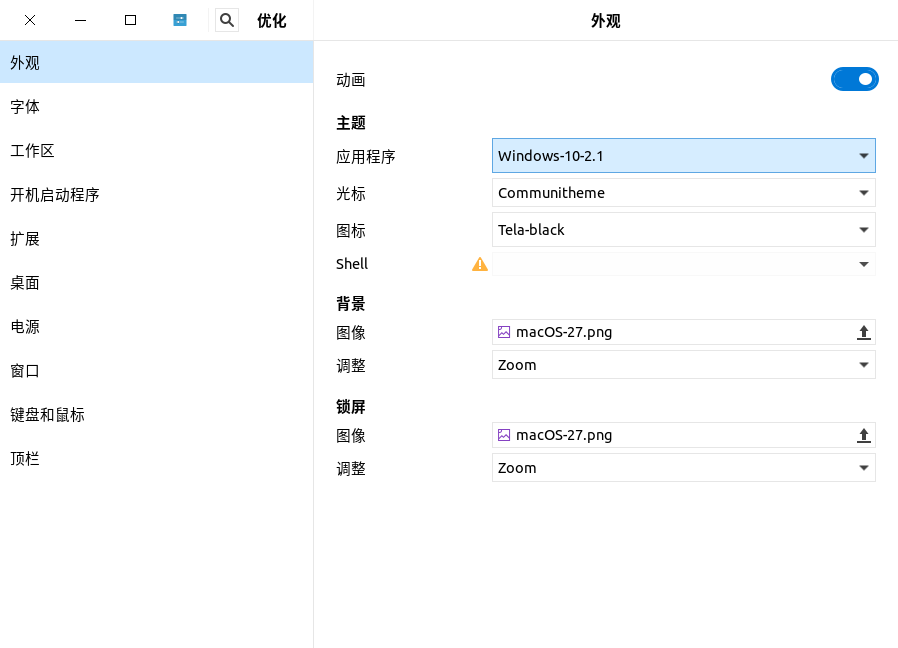 优化
外观
外观
字体
工作区
开机启动程序
扩展
桌面
电源
窗口
键盘和鼠标
顶栏
动画
主题
应用程序 Windows-10-2.1
光标 Communitheme
图标 Tela-black
Shell
背景
图像 macOS-27.png
调整 Zoom
锁屏
图像 macOS-27.png
调整 Zoom